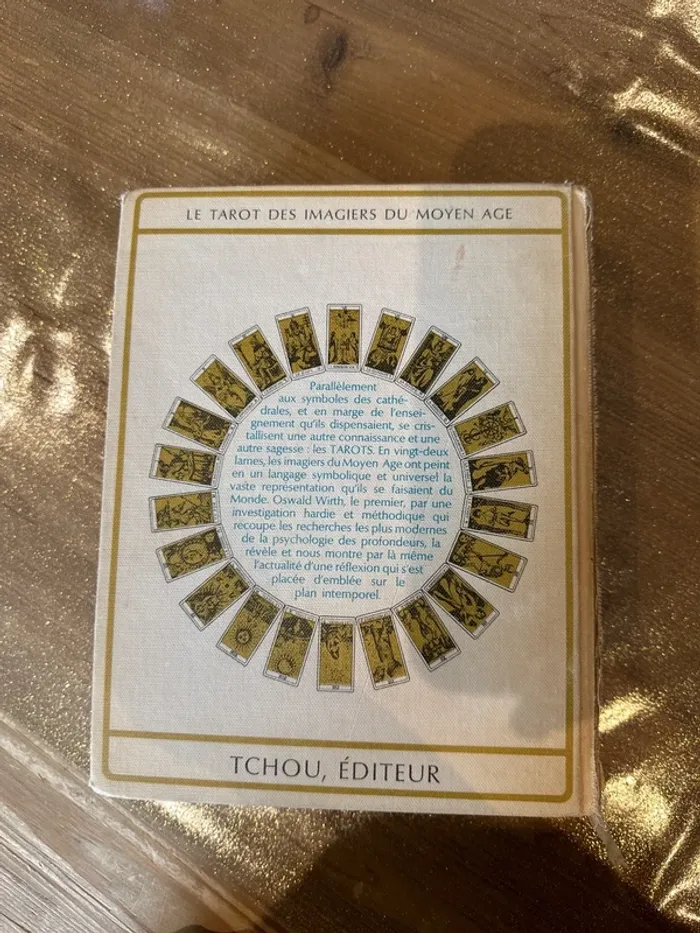 LE TAROT DES IMAGIERS DU MOYEN AGE
Parallèlement
aux symboles des cathé-
drales, et en marge de l'ensei-
gnement qu'ils dispensaient, se cris-
tallisent une autre connaissance et une
autre sagesse : les TAROTS. En vingt-deux
lames, les imagiers du Moyen Age ont peint
en un langage symbolique et universel la
vaste représentation qu'ils se faisaient du
Monde. Oswald Wirth, le premier, par une
investigation hardie et méthodique qui
recoupe les recherches les plus modernes
de la psychologie des profondeurs, la
révèle et nous montre par là même
l'actualité d'une réflexion qui s'est
placée d'emblée sur le
plan intemporel.
TCHOU, ÉDITEUR